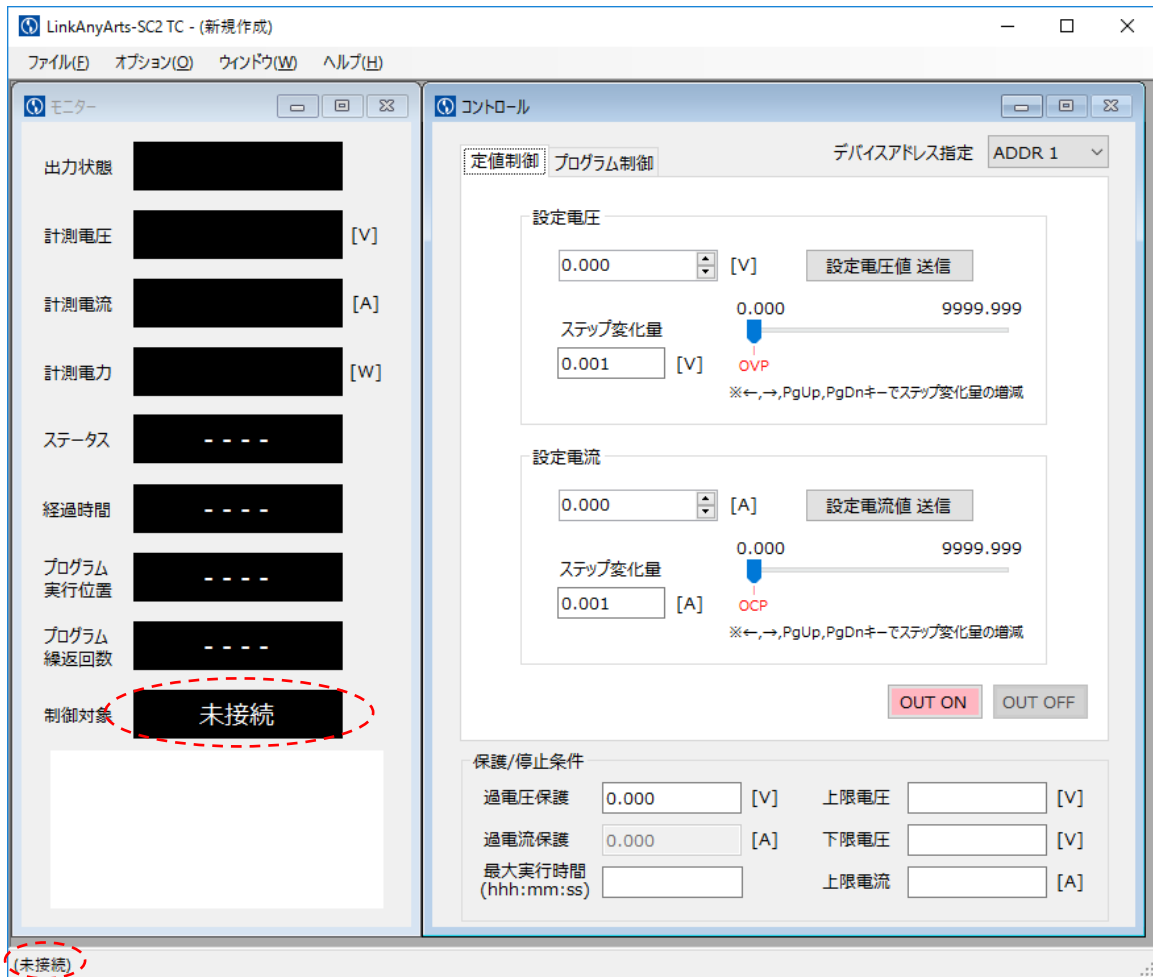 LinkAnyArts-SC2 TC - (新規作成)
ファイル(F) オプション(O) ウィンドウ(W) ヘルプ(H)
モニター
出力状態
計測電圧 [V]
計測電流 [A]
計測電力 [W]
ステータス - - - -
経過時間 - - - -
プログラム
実行位置 - - - -
プログラム
繰返回数 - - - -
制御対象 未接続
コントロール
定値制御 プログラム制御 デバイスアドレス指定 ADDR 1
設定電圧
0.000 [V] 設定電圧値 送信
0.000 9999.999
ステップ変化量
0.001 [V] OVP
※←,→,PgUp,PgDnキーでステップ変化量の増減
設定電流
0.000 [A] 設定電流値 送信
0.000 9999.999
ステップ変化量
0.001 [A] OCP
※←,→,PgUp,PgDnキーでステップ変化量の増減
OUT ON OUT OFF
保護/停止条件
過電圧保護 0.000 [V] 上限電圧 [V]
過電流保護 0.000 [A] 下限電圧 [V]
最大実行時間
(hhh:mm:ss) 上限電流 [A]
(未接続)